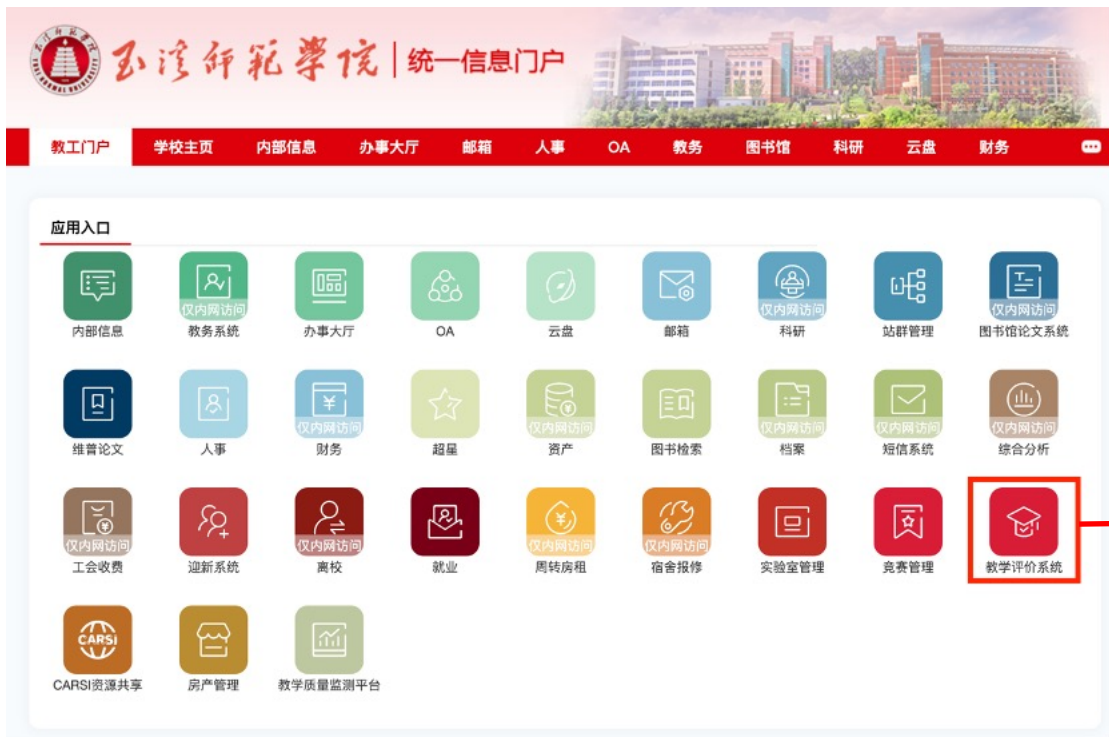 玉溪师范学院 统一信息门户
YUXI NORMAL UNIVERSITY
教工门户 学校主页 内部信息 办事大厅 邮箱 人事 OA 教务 图书馆 科研 云盘 财务
应用入口
仅内网访问 仅内网访问 仅内网访问
内部信息 教务系统 办事大厅 OA 云盘 邮箱 科研 站群管理 图书馆论文系统
仅内网访问 仅内网访问 仅内网访问 仅内网访问 仅内网访问
维普论文 人事 财务 超星 资产 图书检索 档案 短信系统 综合分析
仅内网访问 仅内网访问 仅内网访问 仅内网访问
工会收费 迎新系统 离校 就业 周转房租 宿舍报修 实验室管理 竞赛管理 教学评价系统
CARSI
CARSI资源共享 房产管理 教学质量监测平台